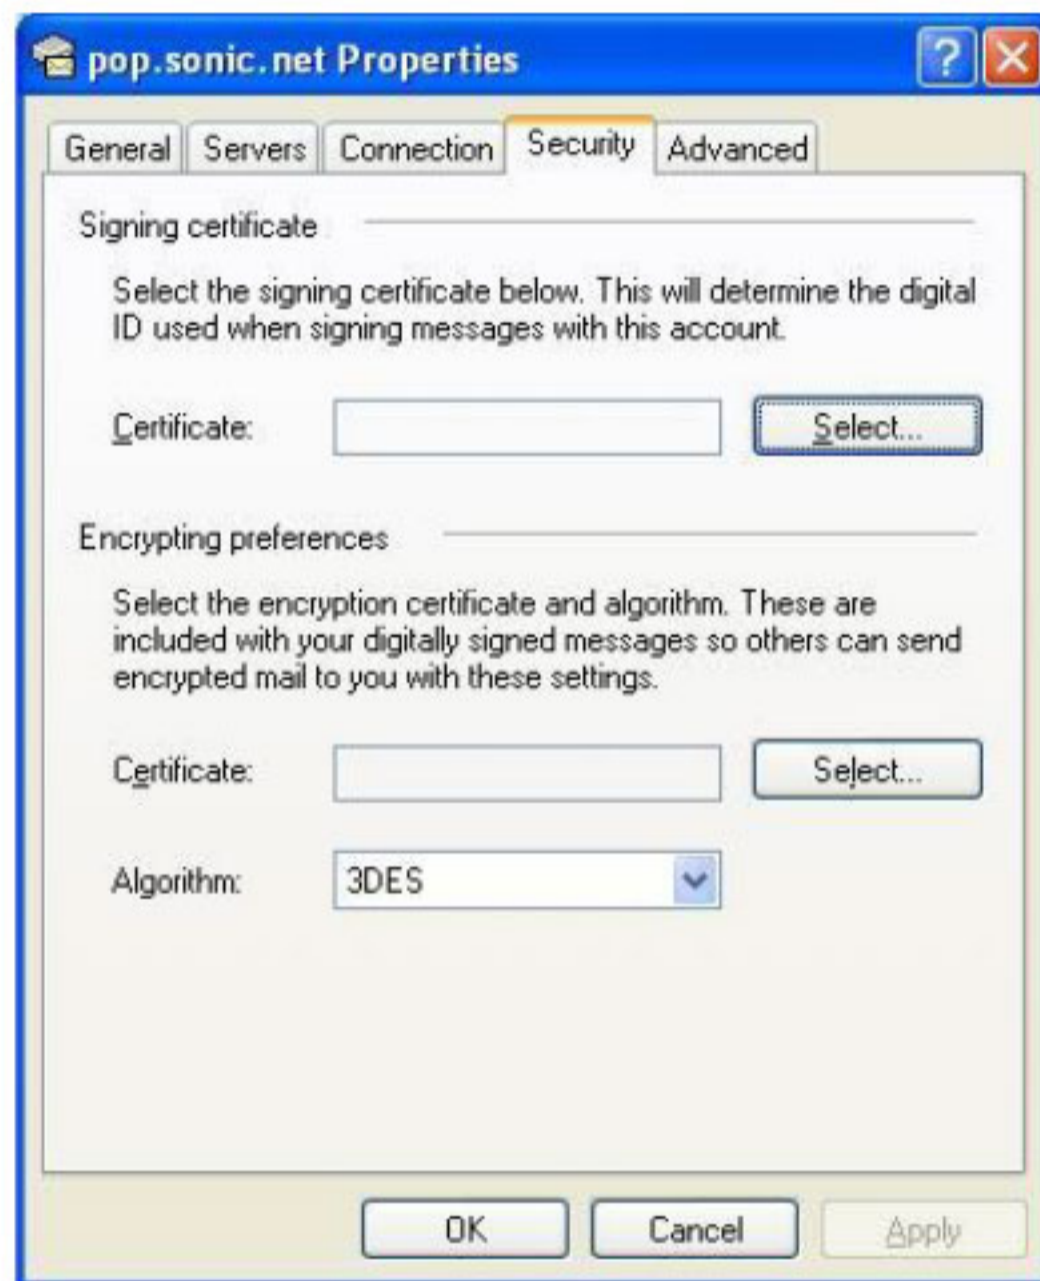 pop.sonic.net Properties
General Servers Connection Security Advanced
Signing certificate
Select the signing certificate below. This will determine the digital
ID used when signing messages with this account.
Certificate: Select...
Encrypting preferences
Select the encryption certificate and algorithm. These are
included with your digitally signed messages so others can send
encrypted mail to you with these settings.
Certificate: Select...
Algorithm: 3DES
OK Cancel Apply